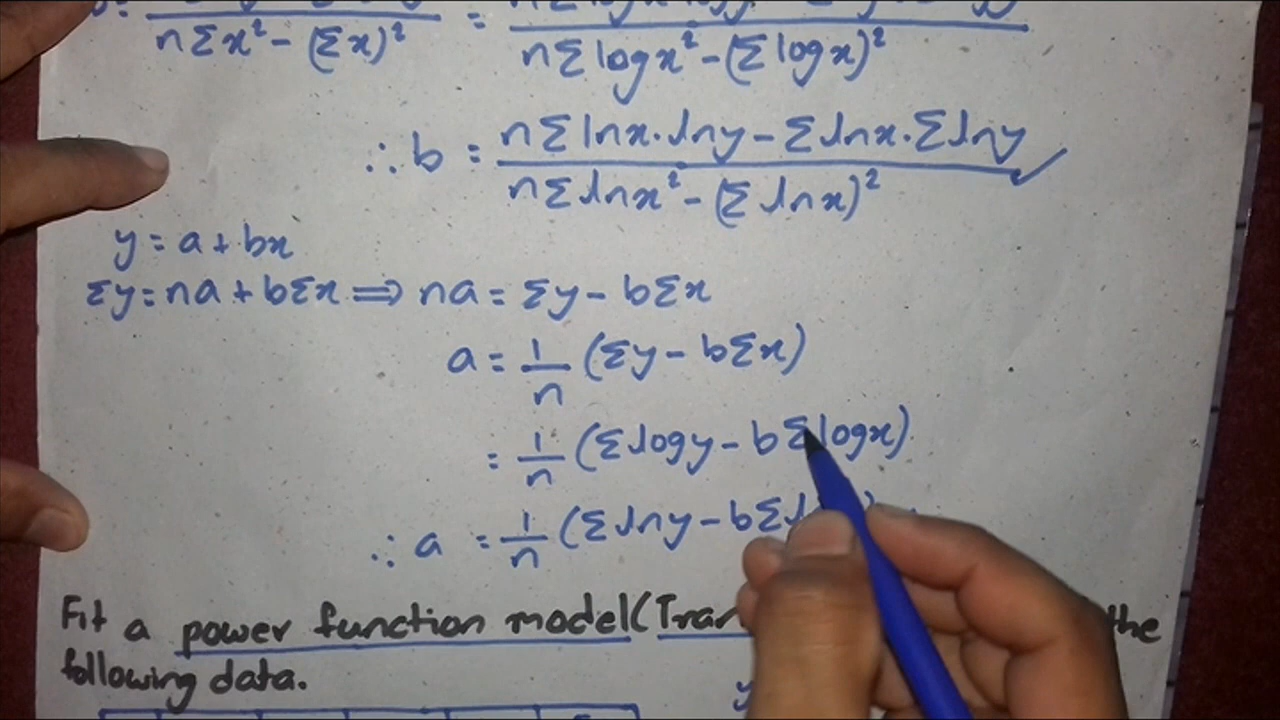 nΣx² - (Σx)² = nΣlogx² - (Σlogx)²
∴ b = nΣlnx·lny - Σlnx·Σlny
nΣlnx² - (Σlnx)²
y = a + bx
Σy = na + bΣx ⟹ na = Σy - bΣx
a = 1/n (Σy - bΣx)
= 1/n (Σlogy - bΣlogx)
∴ a = 1/n (Σlny - bΣ
Fit a power function model( the
following data.